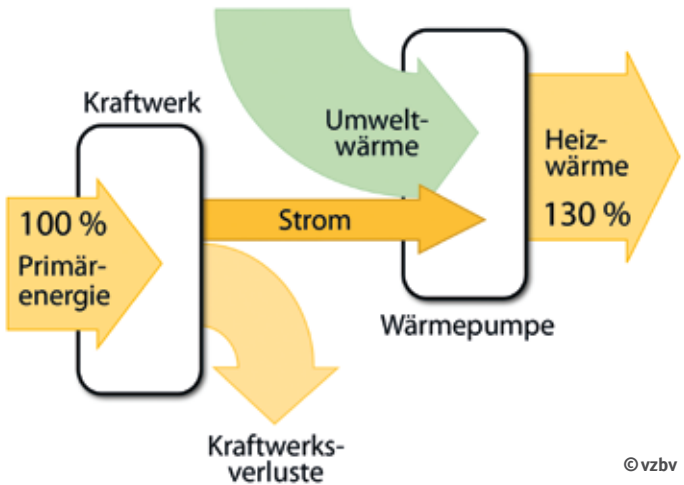 Kraftwerk
100 %
Primär-
energie
Umwelt-
wärme
Strom
Heiz-
wärme
130 %
Wärmepumpe
Kraftwerks-
verluste
© vzbv